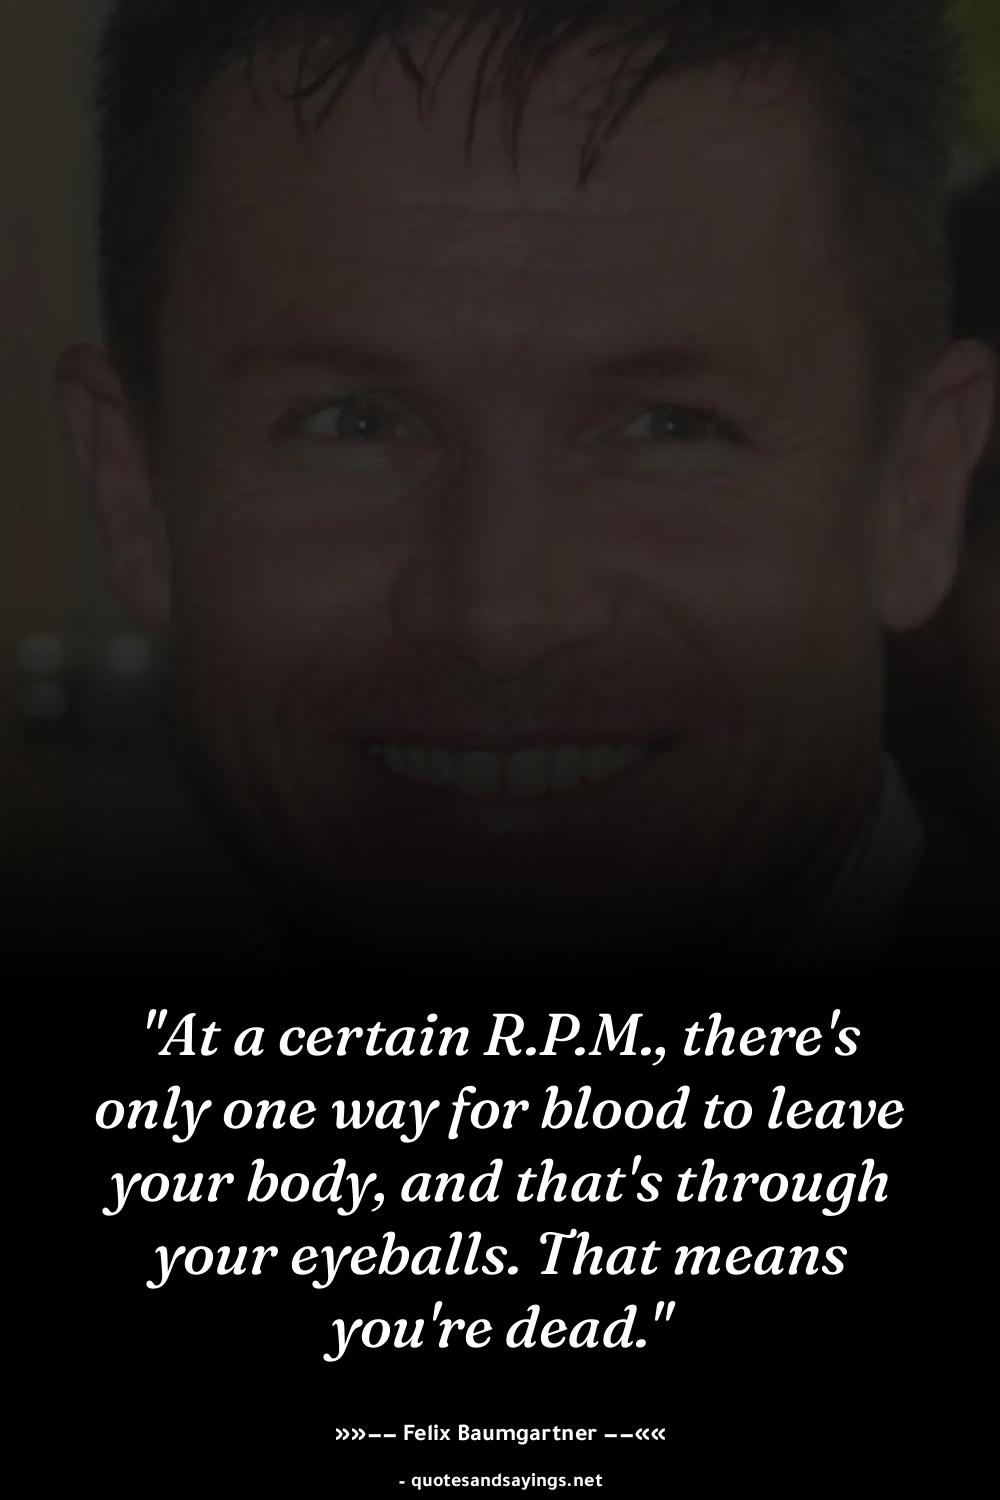 "At a certain R.P.M., there's
only one way for blood to leave
your body, and that's through
your eyeballs. That means
you're dead."
»»–– Felix Baumgartner ––««
- quotesandsayings.net